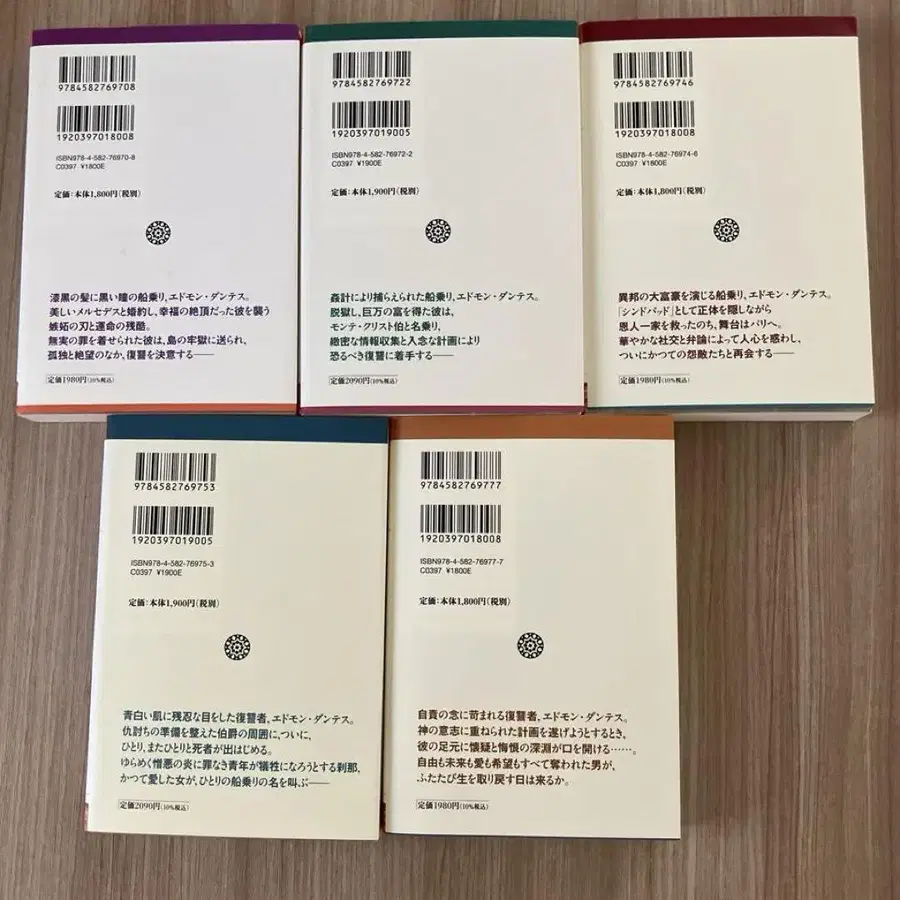 9784582769708
1920397018008
ISBN978-4-582-76970-8
C0397 ¥1800E
定価:本体1,800円(税別)
漆黒の髪に黒い瞳の船乗り、エドモン・ダンテス。
美しいメルセデスと婚約し、幸福の絶頂だった彼を襲う
嫉妬の刃と運命の残酷。
無実の罪を着せられた彼は、島の牢獄に送られ、
孤独と絶望のなか、復讐を決意する――
定価1980円(10%税込)
9784582769722
1920397019005
ISBN978-4-582-76972-2
C0397 ¥1900E
定価:本体1,900円(税別)
姦計により捕らえられた船乗り、エドモン・ダンテス。
脱獄し、巨万の富を得た彼は、
モンテ・クリスト伯と名乗り、
緻密な情報収集と入念な計画により
恐るべき復讐に着手する――
定価2090円(10%税込)
9784582769746
1920397018008
ISBN978-4-582-76974-6
C0397 ¥1800E
定価:本体1,800円(税別)
異邦の大富豪を演じる船乗り、エドモン・ダンテス。
「シンドバッド」として正体を隠しながら
恩人一家を救ったのち、舞台はパリへ。
華やかな社交と弁論によって人心を惑わし、
ついにかつての怨敵たちと再会する――
定価1980円(10%税込)
9784582769753
1920397019005
ISBN978-4-582-76975-3
C0397 ¥1900E
定価:本体1,900円(税別)
青白い肌に残忍な目をした復讐者、エドモン・ダンテス。
仇討ちの準備を整えた伯爵の周囲に、ついに、
ひとり、またひとりと死者が出はじめる。
ゆらめく憎悪の炎に罪なき青年が犠牲になろうとする刹那、
かつて愛した女が、ひとりの船乗りの名を叫ぶ――
定価2090円(10%税込)
9784582769777
1920397018008
ISBN978-4-582-76977-7
C0397 ¥1800E
定価:本体1,800円(税別)
自責の念に苛まれる復讐者、エドモン・ダンテス。
神の意志に重ねられた計画を遂げようとするとき、
彼の足元に懐疑と悔恨の深淵が口を開ける……。
自由も未来も愛も希望もすべて奪われた男が、
ふたたび生を取り戻す日は来るか。
定価1980円(10%税込)